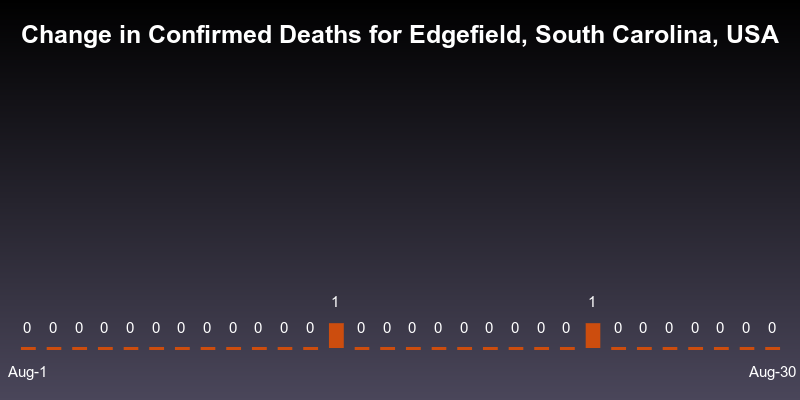 Change in Confirmed Deaths for Edgefield, South Carolina, USA
1 1
0 0 0 0 0 0 0 0 0 0 0 0 0 0 0 0 0 0 0 0 0 0 0 0 0 0 0 0
Aug-1 Aug-30